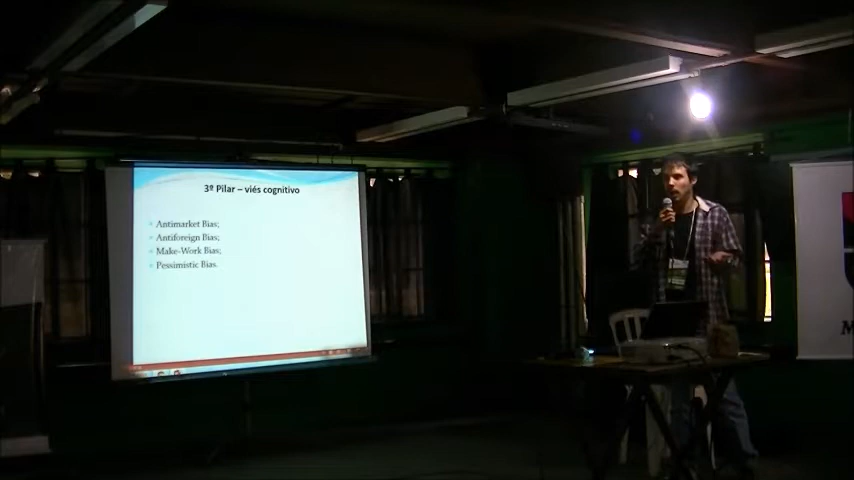 3º Pilar – viés cognitivo
Antimarket Bias;
Antiforeign Bias;
Make-Work Bias;
Pessimistic Bias.
M